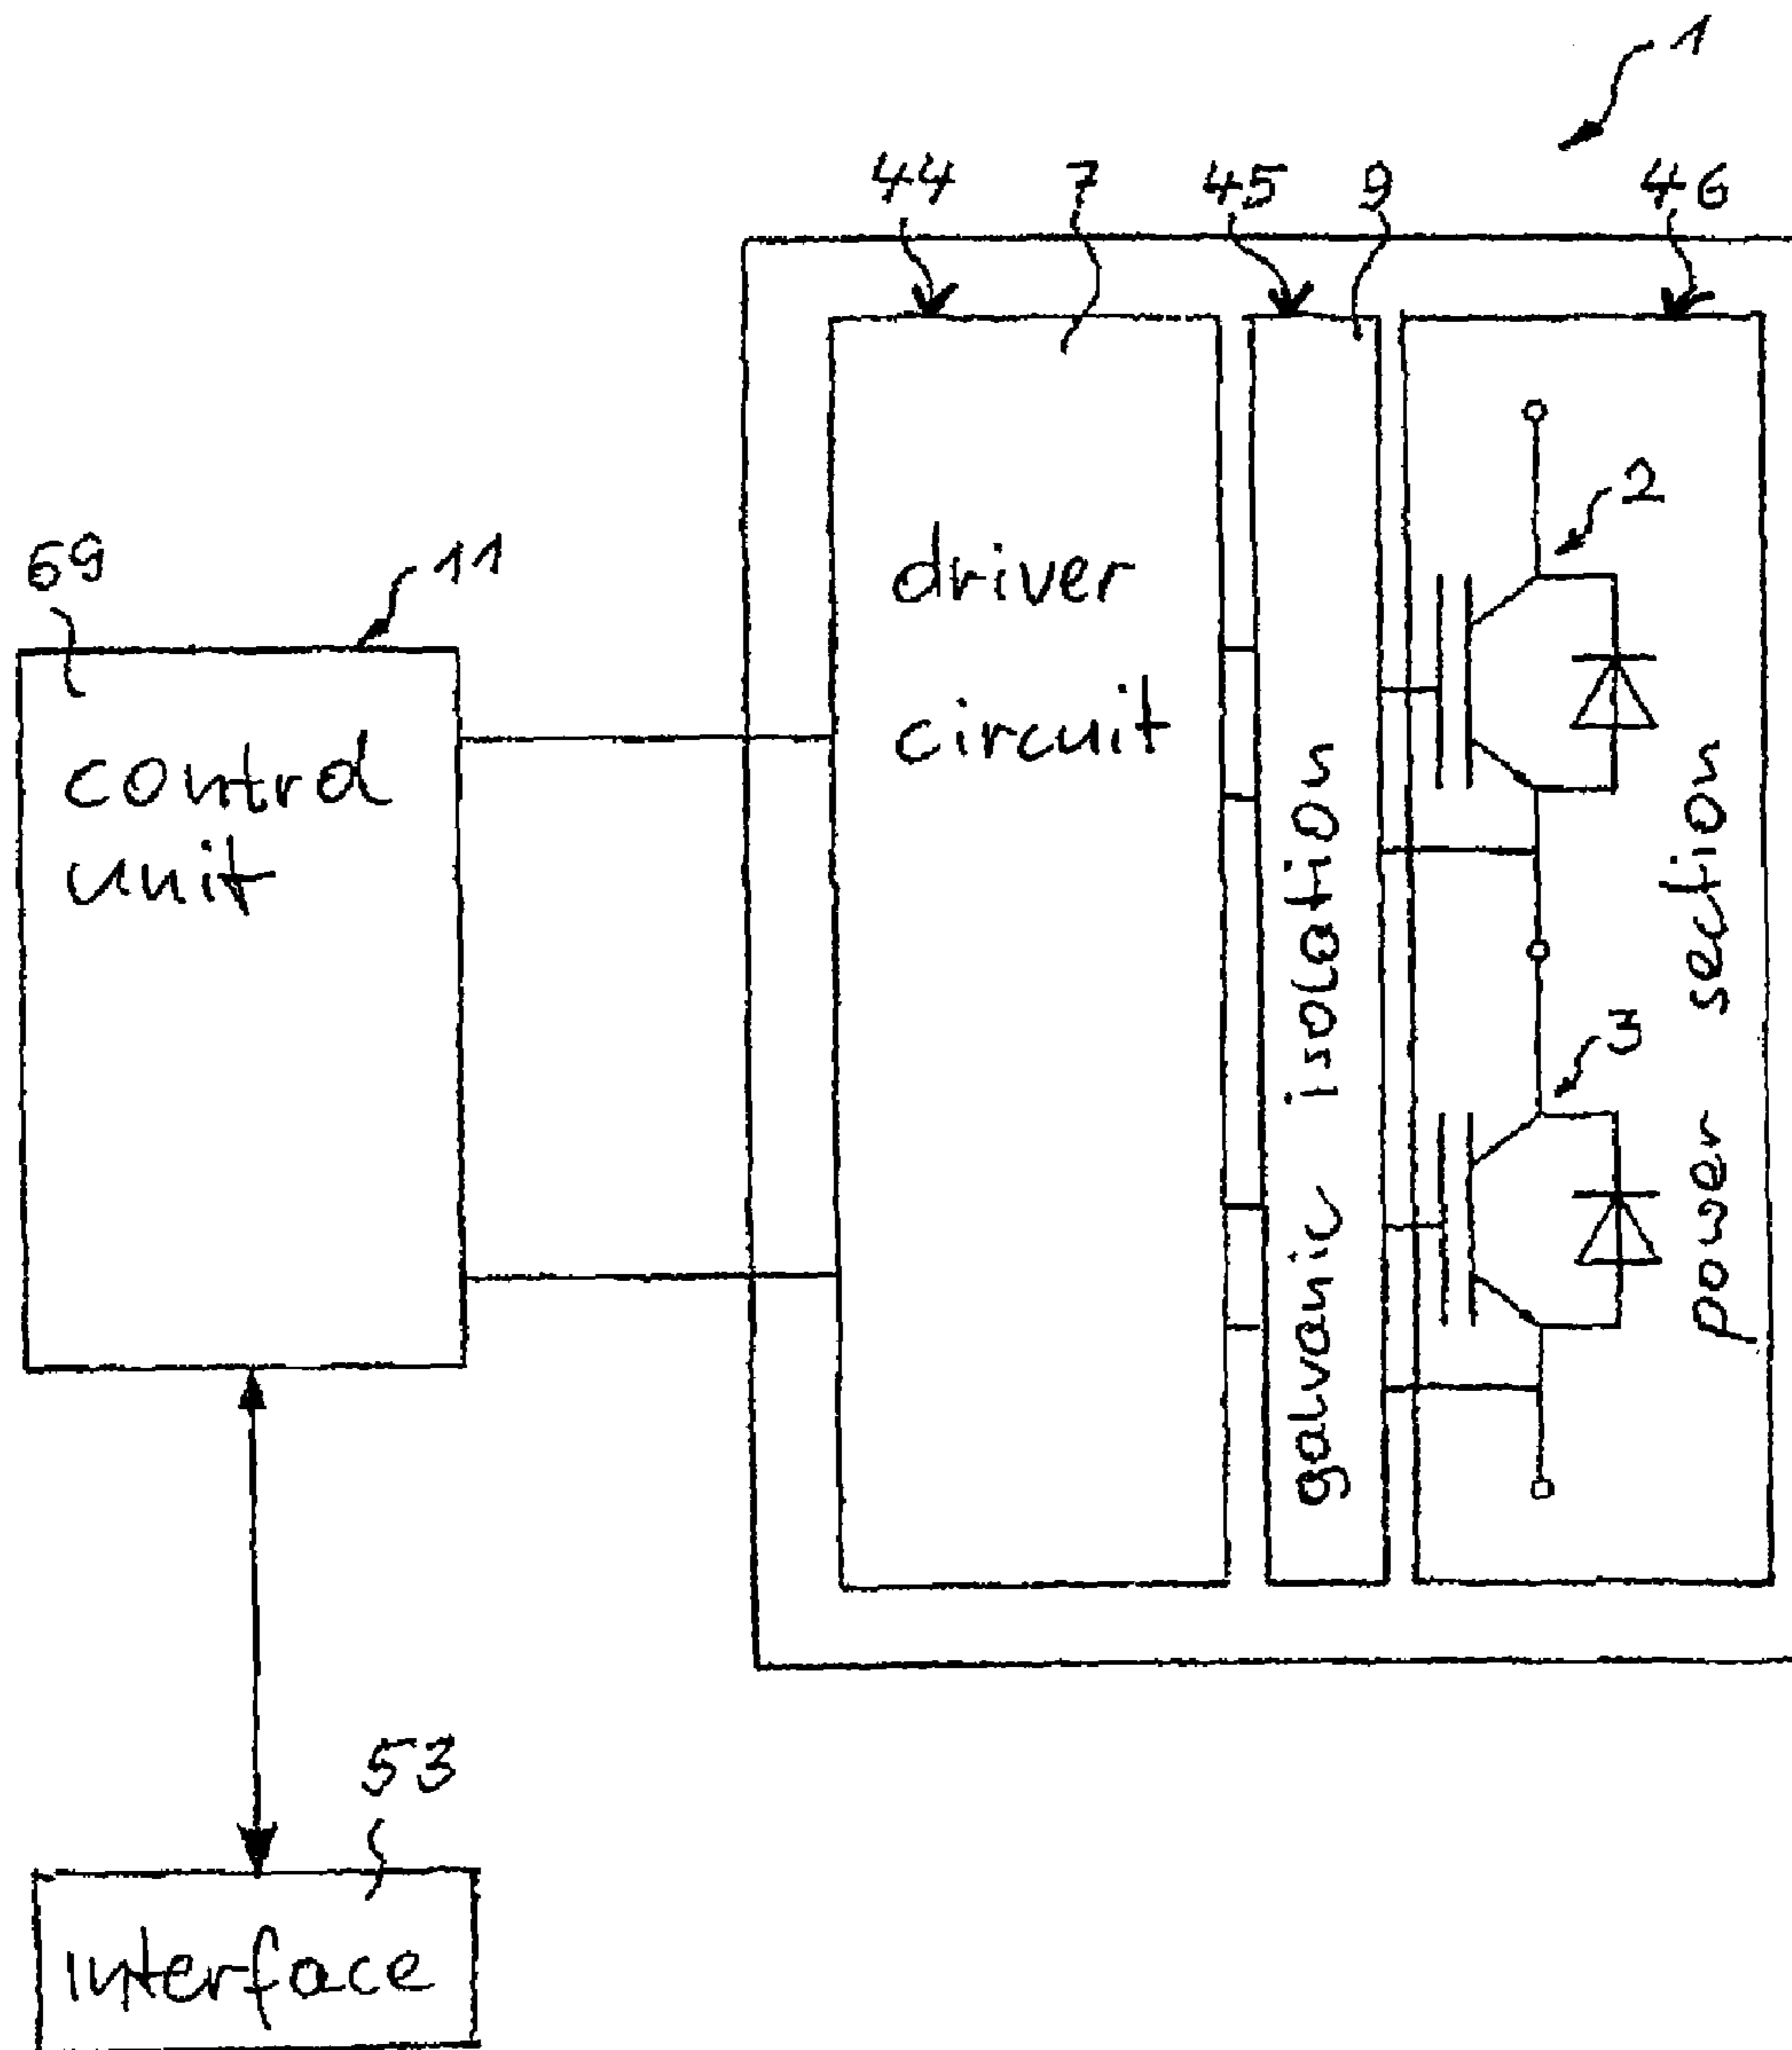 1
44 7 45 9 46
2
69
11
driver
circuit
control
unit
galvanic isolation
power section
3
53
Interface